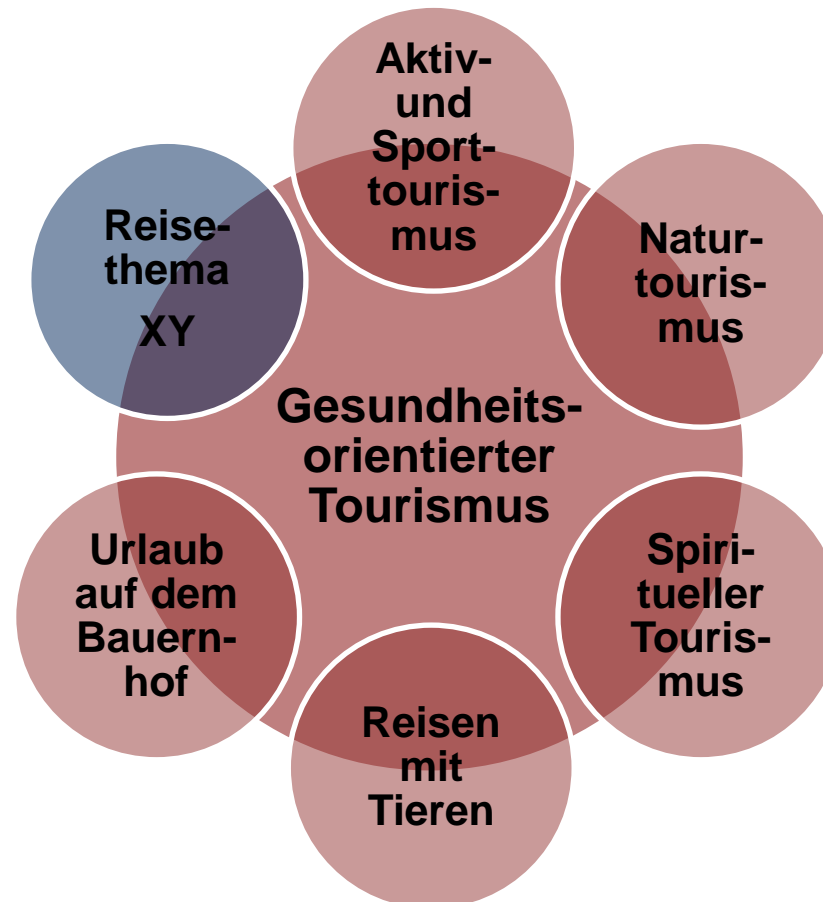 Aktiv-
und
Sport-
touris-
mus
Natur-
touris-
mus
Spiri-
tueller
Touris-
mus
Reisen
mit
Tieren
Urlaub
auf dem
Bauern-
hof
Reise-
thema
XY
Gesundheits-
orientierter
Tourismus